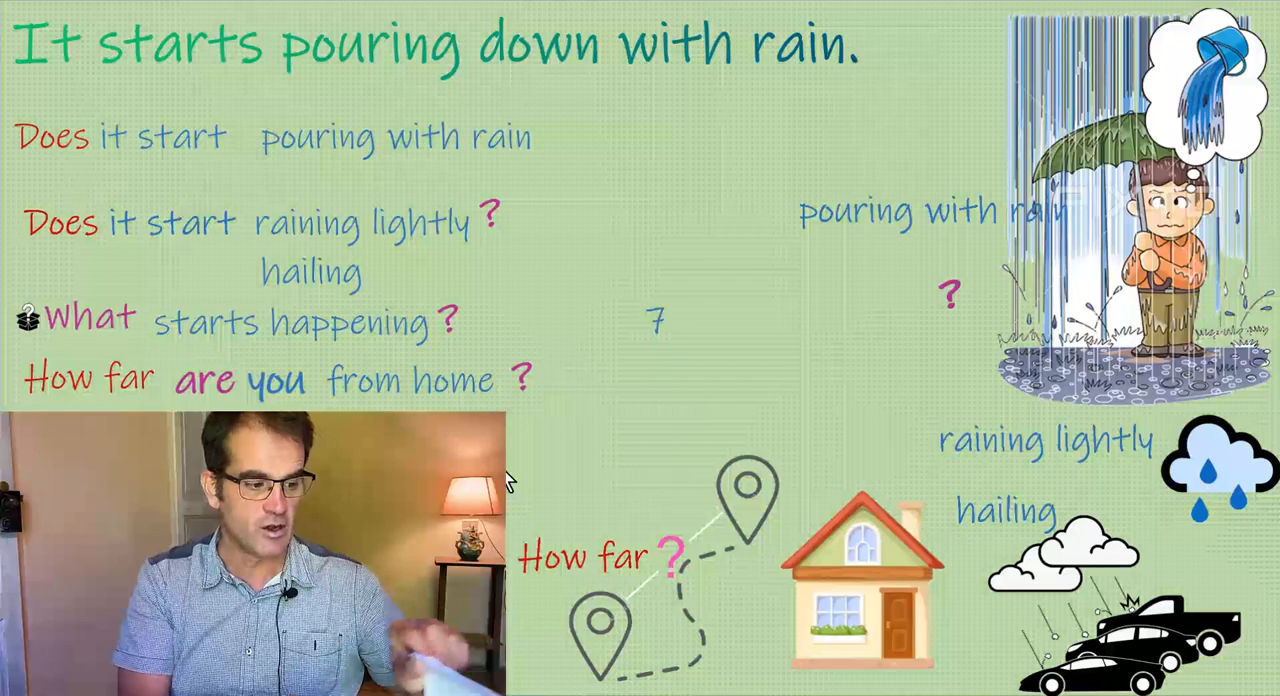 It starts pouring down with rain.
Does it start pouring with rain
Does it start raining lightly ?
pouring with rain
hailing
?
What starts happening ?
7
How far are you from home ?
raining lightly
hailing
How far ?